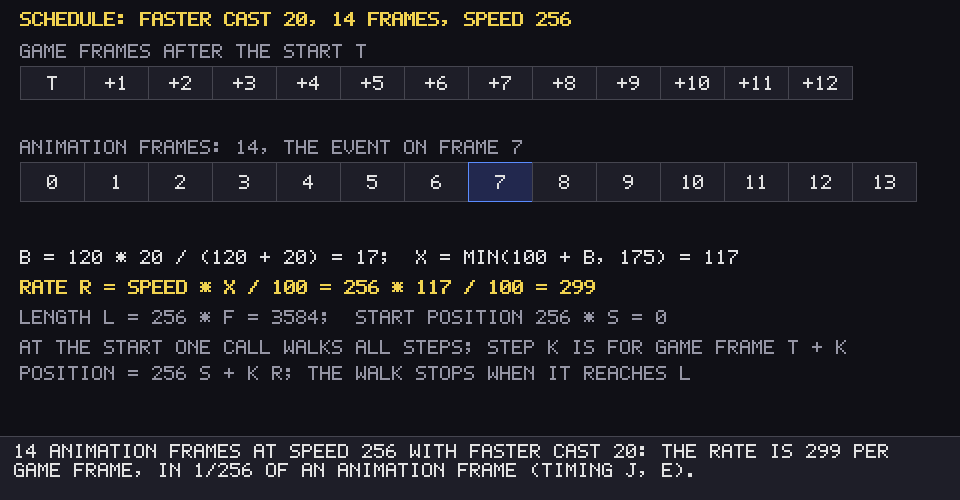 SCHEDULE: FASTER CAST 20, 14 FRAMES, SPEED 256
GAME FRAMES AFTER THE START T
T +1 +2 +3 +4 +5 +6 +7 +8 +9 +10 +11 +12
ANIMATION FRAMES: 14, THE EVENT ON FRAME 7
0 1 2 3 4 5 6 7 8 9 10 11 12 13
B = 120 * 20 / (120 + 20) = 17;  X = MIN(100 + B, 175) = 117
RATE R = SPEED * X / 100 = 256 * 117 / 100 = 299
LENGTH L = 256 * F = 3584;  START POSITION 256 * S = 0
AT THE START ONE CALL WALKS ALL STEPS; STEP K IS FOR GAME FRAME T + K
POSITION = 256 S + K R; THE WALK STOPS WHEN IT REACHES L
14 ANIMATION FRAMES AT SPEED 256 WITH FASTER CAST 20: THE RATE IS 299 PER
GAME FRAME, IN 1/256 OF AN ANIMATION FRAME (TIMING J, E).